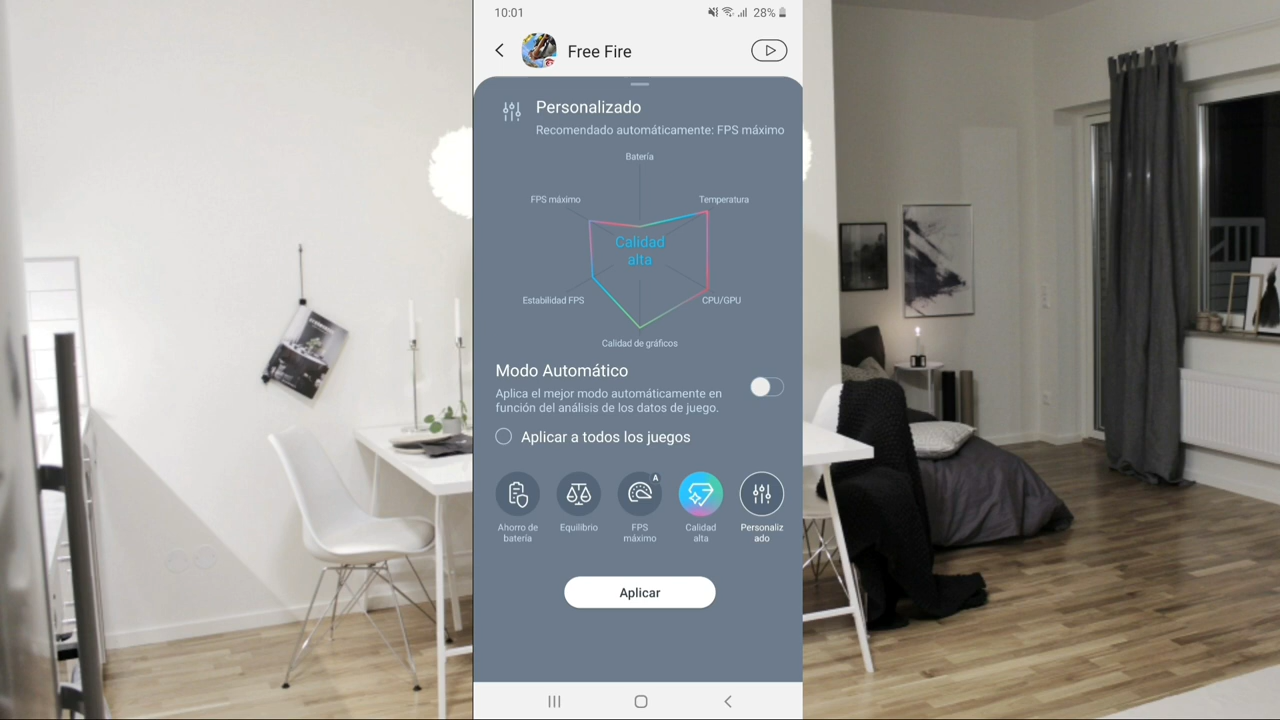 10:01
28%
Free Fire
Personalizado
Recomendado automáticamente: FPS máximo
Batería
FPS máximo
Temperatura
Calidad
alta
Estabilidad FPS
CPU/GPU
Calidad de gráficos
Modo Automático
Aplica el mejor modo automáticamente en
función del análisis de los datos de juego.
Aplicar a todos los juegos
A
Ahorro de
batería
Equilibrio
FPS
máximo
Calidad
alta
Personaliz
ado
Aplicar